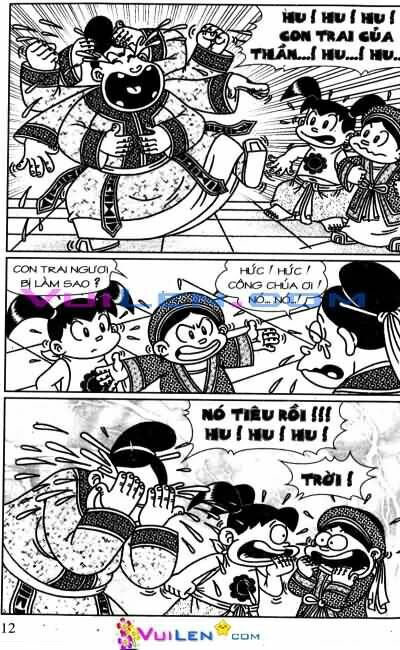 HU ! HU ! HU !
CON TRAI CỦA
THẦN...! HU...! HU...
CON TRAI NGƯƠI
BỊ LÀM SAO ?
HỨC ! HỨC !
CÔNG CHÚA ƠI !
NÓ... NÓ..!
VUILEN.COM
NÓ TIÊU RỒI !!!
HU ! HU ! HU !
TRỜI !
12
VUILEN.COM